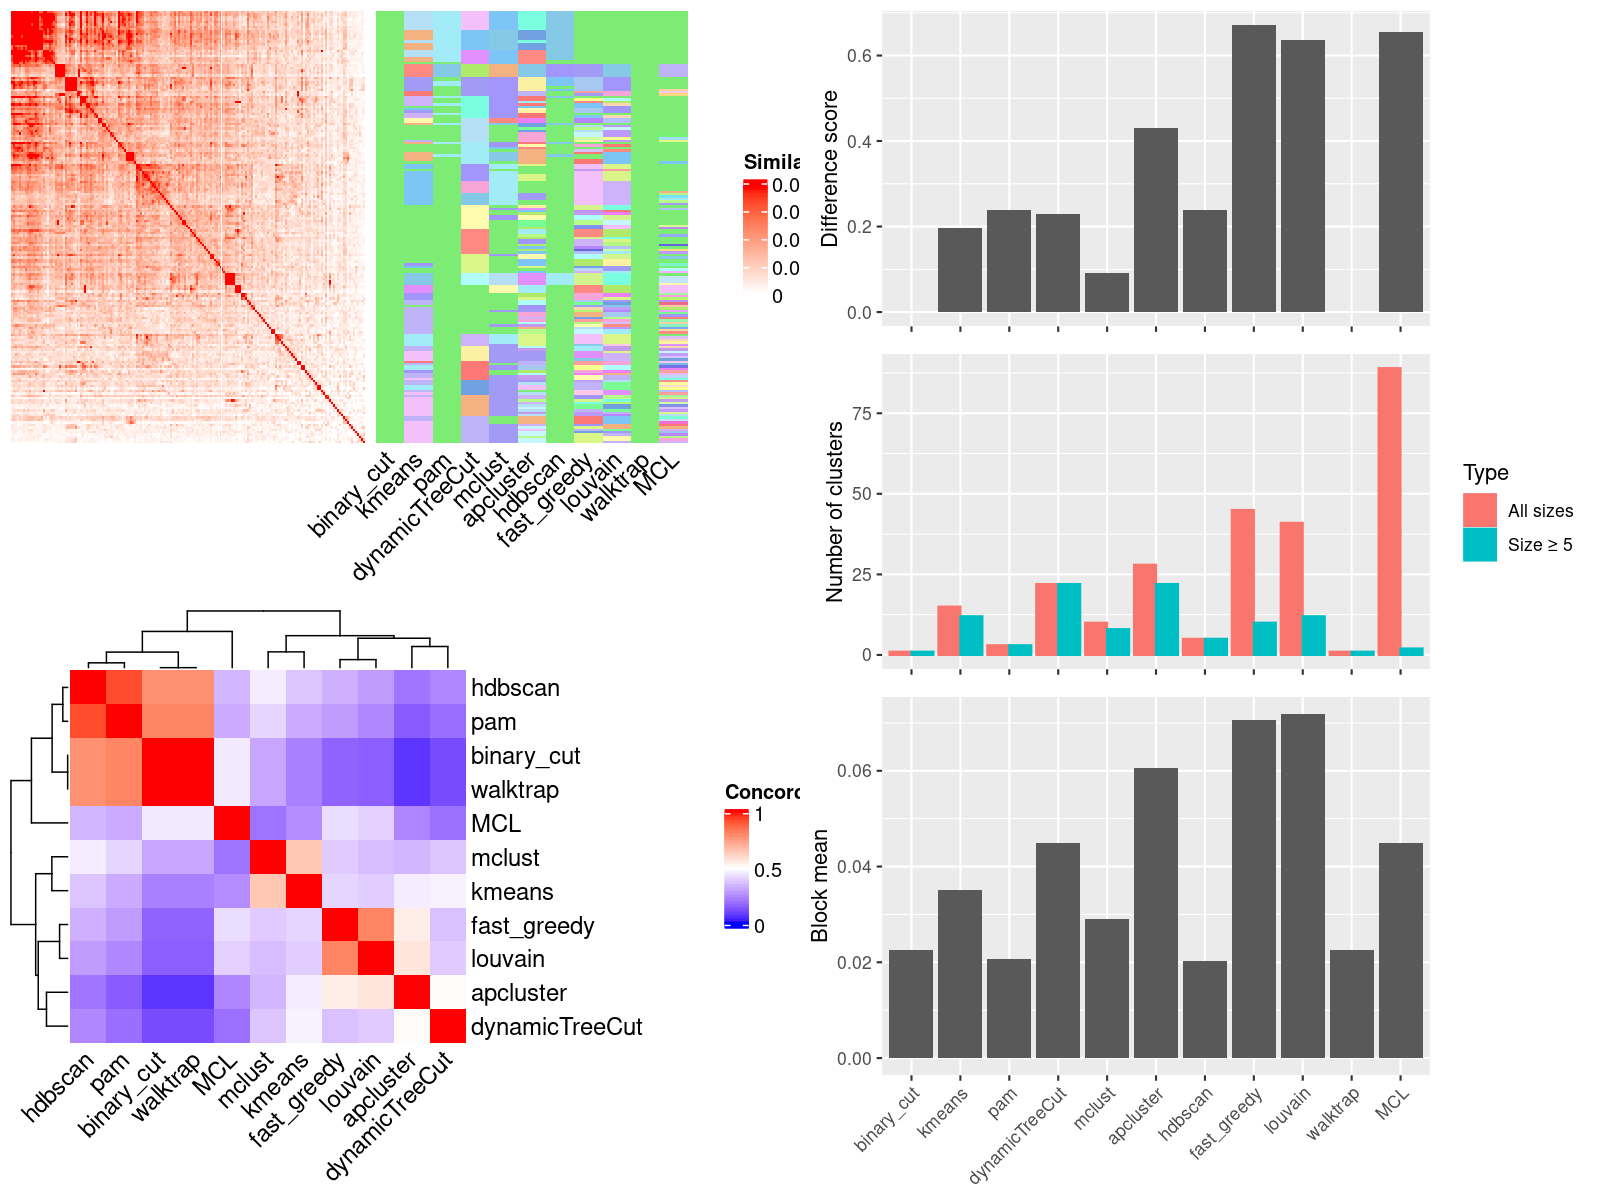 Simila
0.0
0.0
0.0
0.0
0
binary_cut
kmeans
pam
dynamicTreeCut
mclust
apcluster
hdbscan
fast_greedy
louvain
walktrap
MCL
hdbscan
pam
binary_cut
walktrap
MCL
mclust
kmeans
fast_greedy
louvain
apcluster
dynamicTreeCut
hdbscan
pam
binary_cut
walktrap
MCL
mclust
kmeans
fast_greedy
louvain
apcluster
dynamicTreeCut
Concord
1
0.5
0
Difference score
0.6
0.4
0.2
0.0
Number of clusters
75
50
25
0
Type
All sizes
Size ≥ 5
Block mean
0.06
0.04
0.02
0.00
binary_cut
kmeans
pam
dynamicTreeCut
mclust
apcluster
hdbscan
fast_greedy
louvain
walktrap
MCL